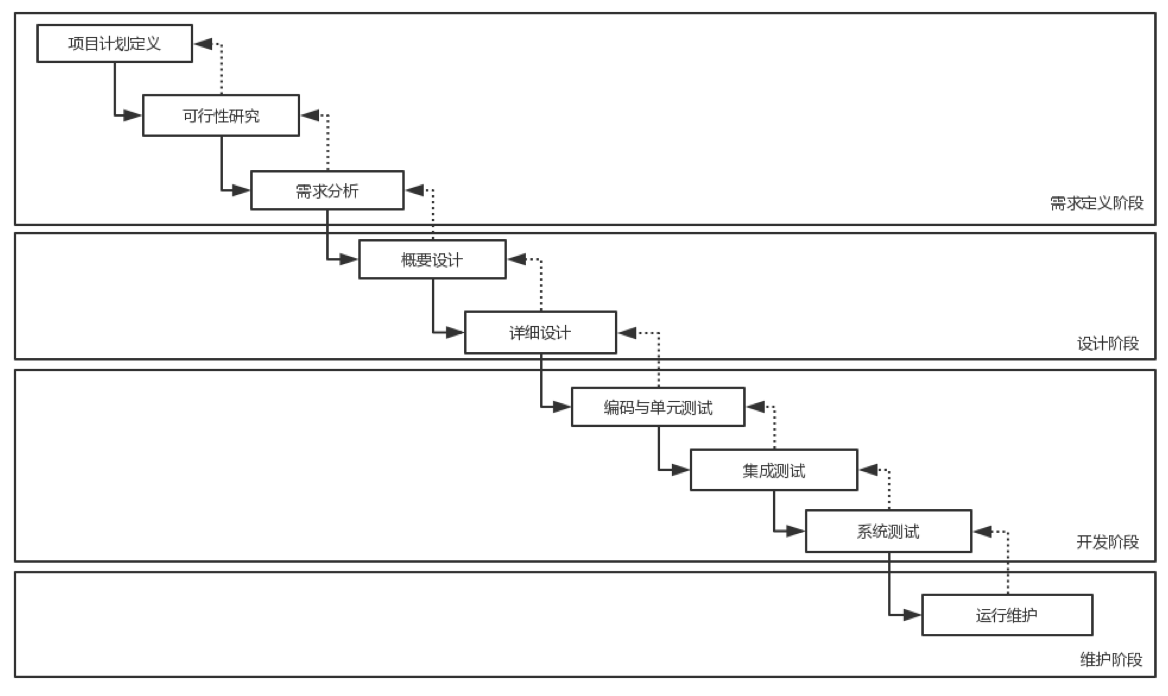 项目计划定义
可行性研究
需求分析
需求定义阶段
概要设计
详细设计
设计阶段
编码与单元测试
集成测试
系统测试
开发阶段
运行维护
维护阶段